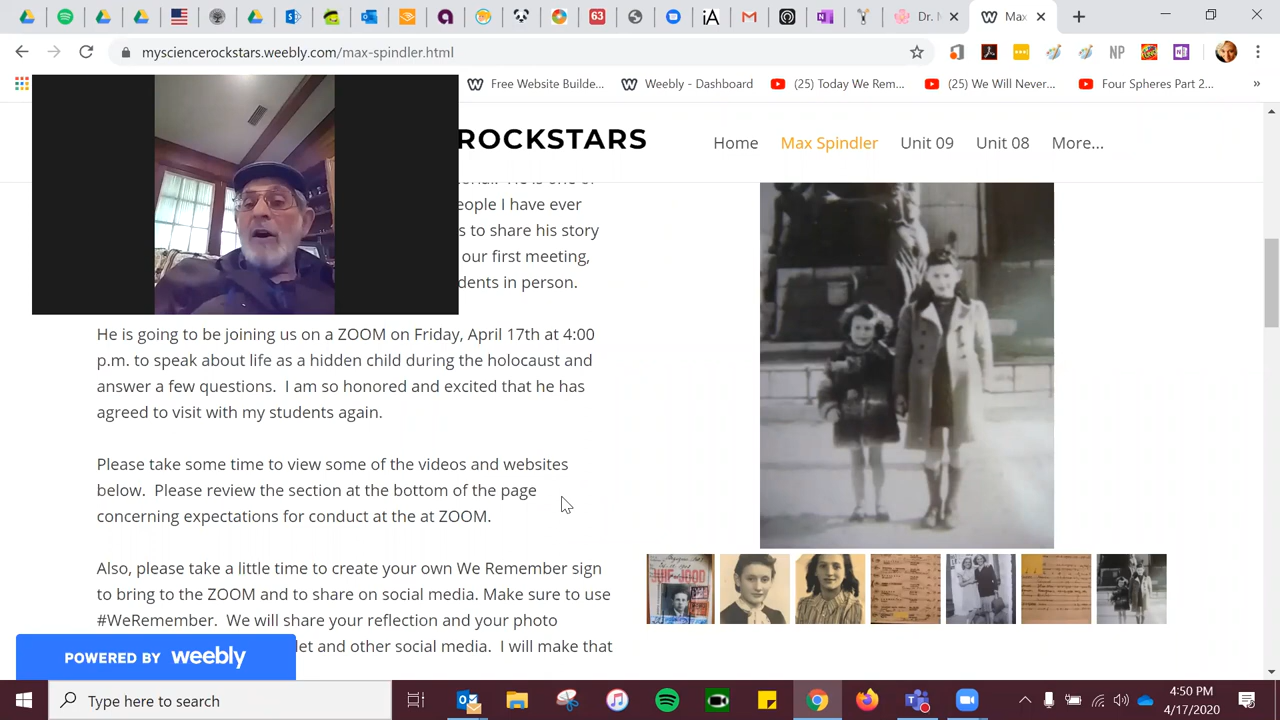 63
iA
Dr. M
Max
mysciencerockstars.weebly.com/max-spindler.html
NP
Free Website Builde...
Weebly - Dashboard
(25) Today We Rem...
(25) We Will Never...
Four Spheres Part 2...
»
ROCKSTARS
Home
Max Spindler
Unit 09
Unit 08
More...
eople I have ever
s to share his story
our first meeting,
dents in person.
He is going to be joining us on a ZOOM on Friday, April 17th at 4:00
p.m. to speak about life as a hidden child during the holocaust and
answer a few questions. I am so honored and excited that he has
agreed to visit with my students again.
Please take some time to view some of the videos and websites
below. Please review the section at the bottom of the page
concerning expectations for conduct at the at ZOOM.
Also, please take a little time to create your own We Remember sign
to bring to the ZOOM and to share on social media. Make sure to use
#WeRemember. We will share your reflection and your photo
let and other social media. I will make that
POWERED BY weebly
Type here to search
4:50 PM
4/17/2020